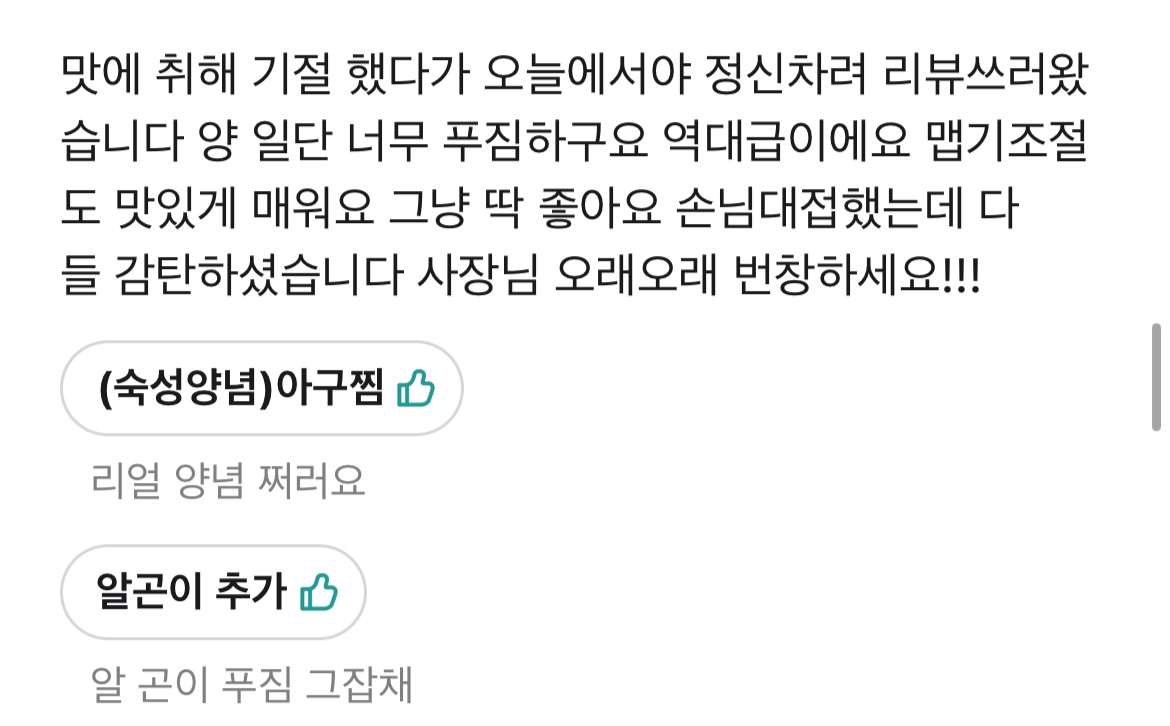 맛에 취해 기절 했다가 오늘에서야 정신차려 리뷰쓰러왔
습니다 양 일단 너무 푸짐하구요 역대급이에요 맵기조절
도 맛있게 매워요 그냥 딱 좋아요 손님대접했는데 다
들 감탄하셨습니다 사장님 오래오래 번창하세요!!!
(숙성양념)아구찜
리얼 양념 쩌러요
알곤이 추가
알 곤이 푸짐 그잡채